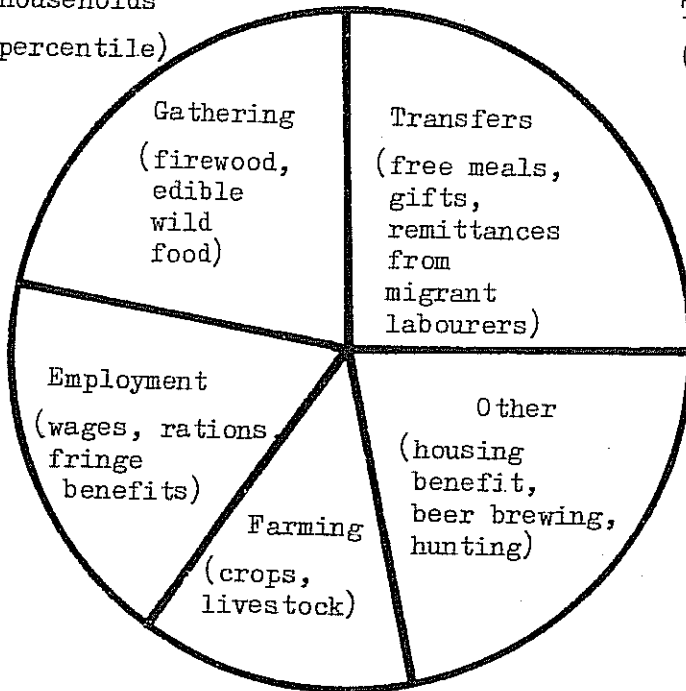 households
percentile)
(
Gathering
(firewood,
edible
wild
food)
Transfers
(free meals,
gifts,
remittances
from
migrant
labourers)
Employment
(wages, rations,
fringe
benefits)
Other
(housing
benefit,
beer brewing,
hunting)
Farming
(crops,
livestock)